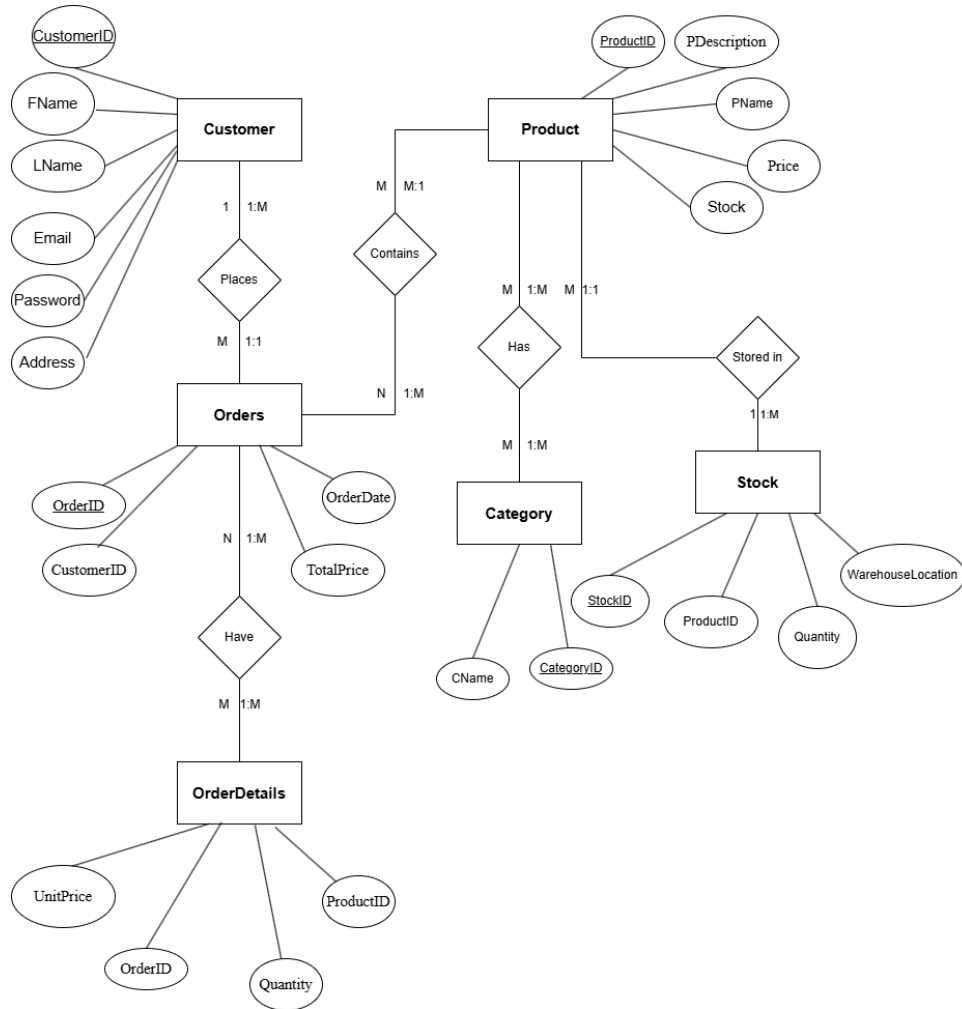 CustomerID
ProductID
PDescription
FName
PName
Customer
Product
LName
Price
M
M:1
1
1:M
Stock
Email
Contains
Places
M
1:M
M
1:1
Password
M
1:1
Has
Stored in
Address
N
1:M
Orders
1
1:M
M
1:M
Stock
OrderID
OrderDate
Category
N
1:M
CustomerID
TotalPrice
WarehouseLocation
StockID
ProductID
Have
Quantity
CName
CategoryID
M
1:M
OrderDetails
UnitPrice
ProductID
OrderID
Quantity